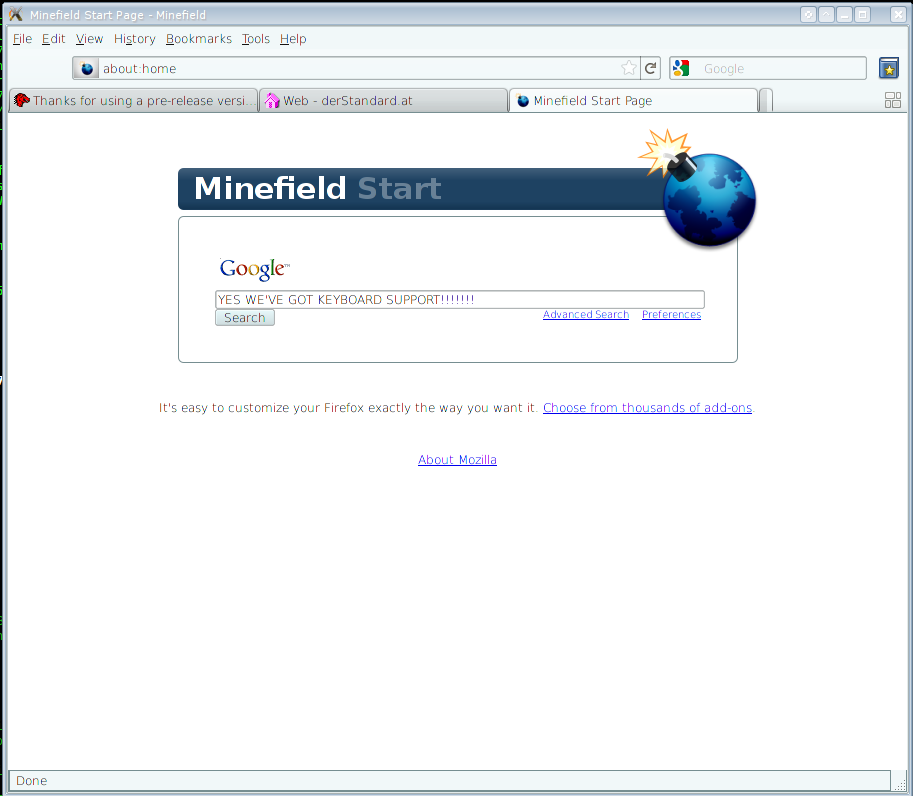 Minefield Start Page - Minefield
File Edit View History Bookmarks Tools Help
about:home Google
Thanks for using a pre-release versi... Web - derStandard.at Minefield Start Page
Minefield Start
Google™
YES WE'VE GOT KEYBOARD SUPPORT!!!!!!!
Search Advanced Search Preferences
It's easy to customize your Firefox exactly the way you want it. Choose from thousands of add-ons.
About Mozilla
Done